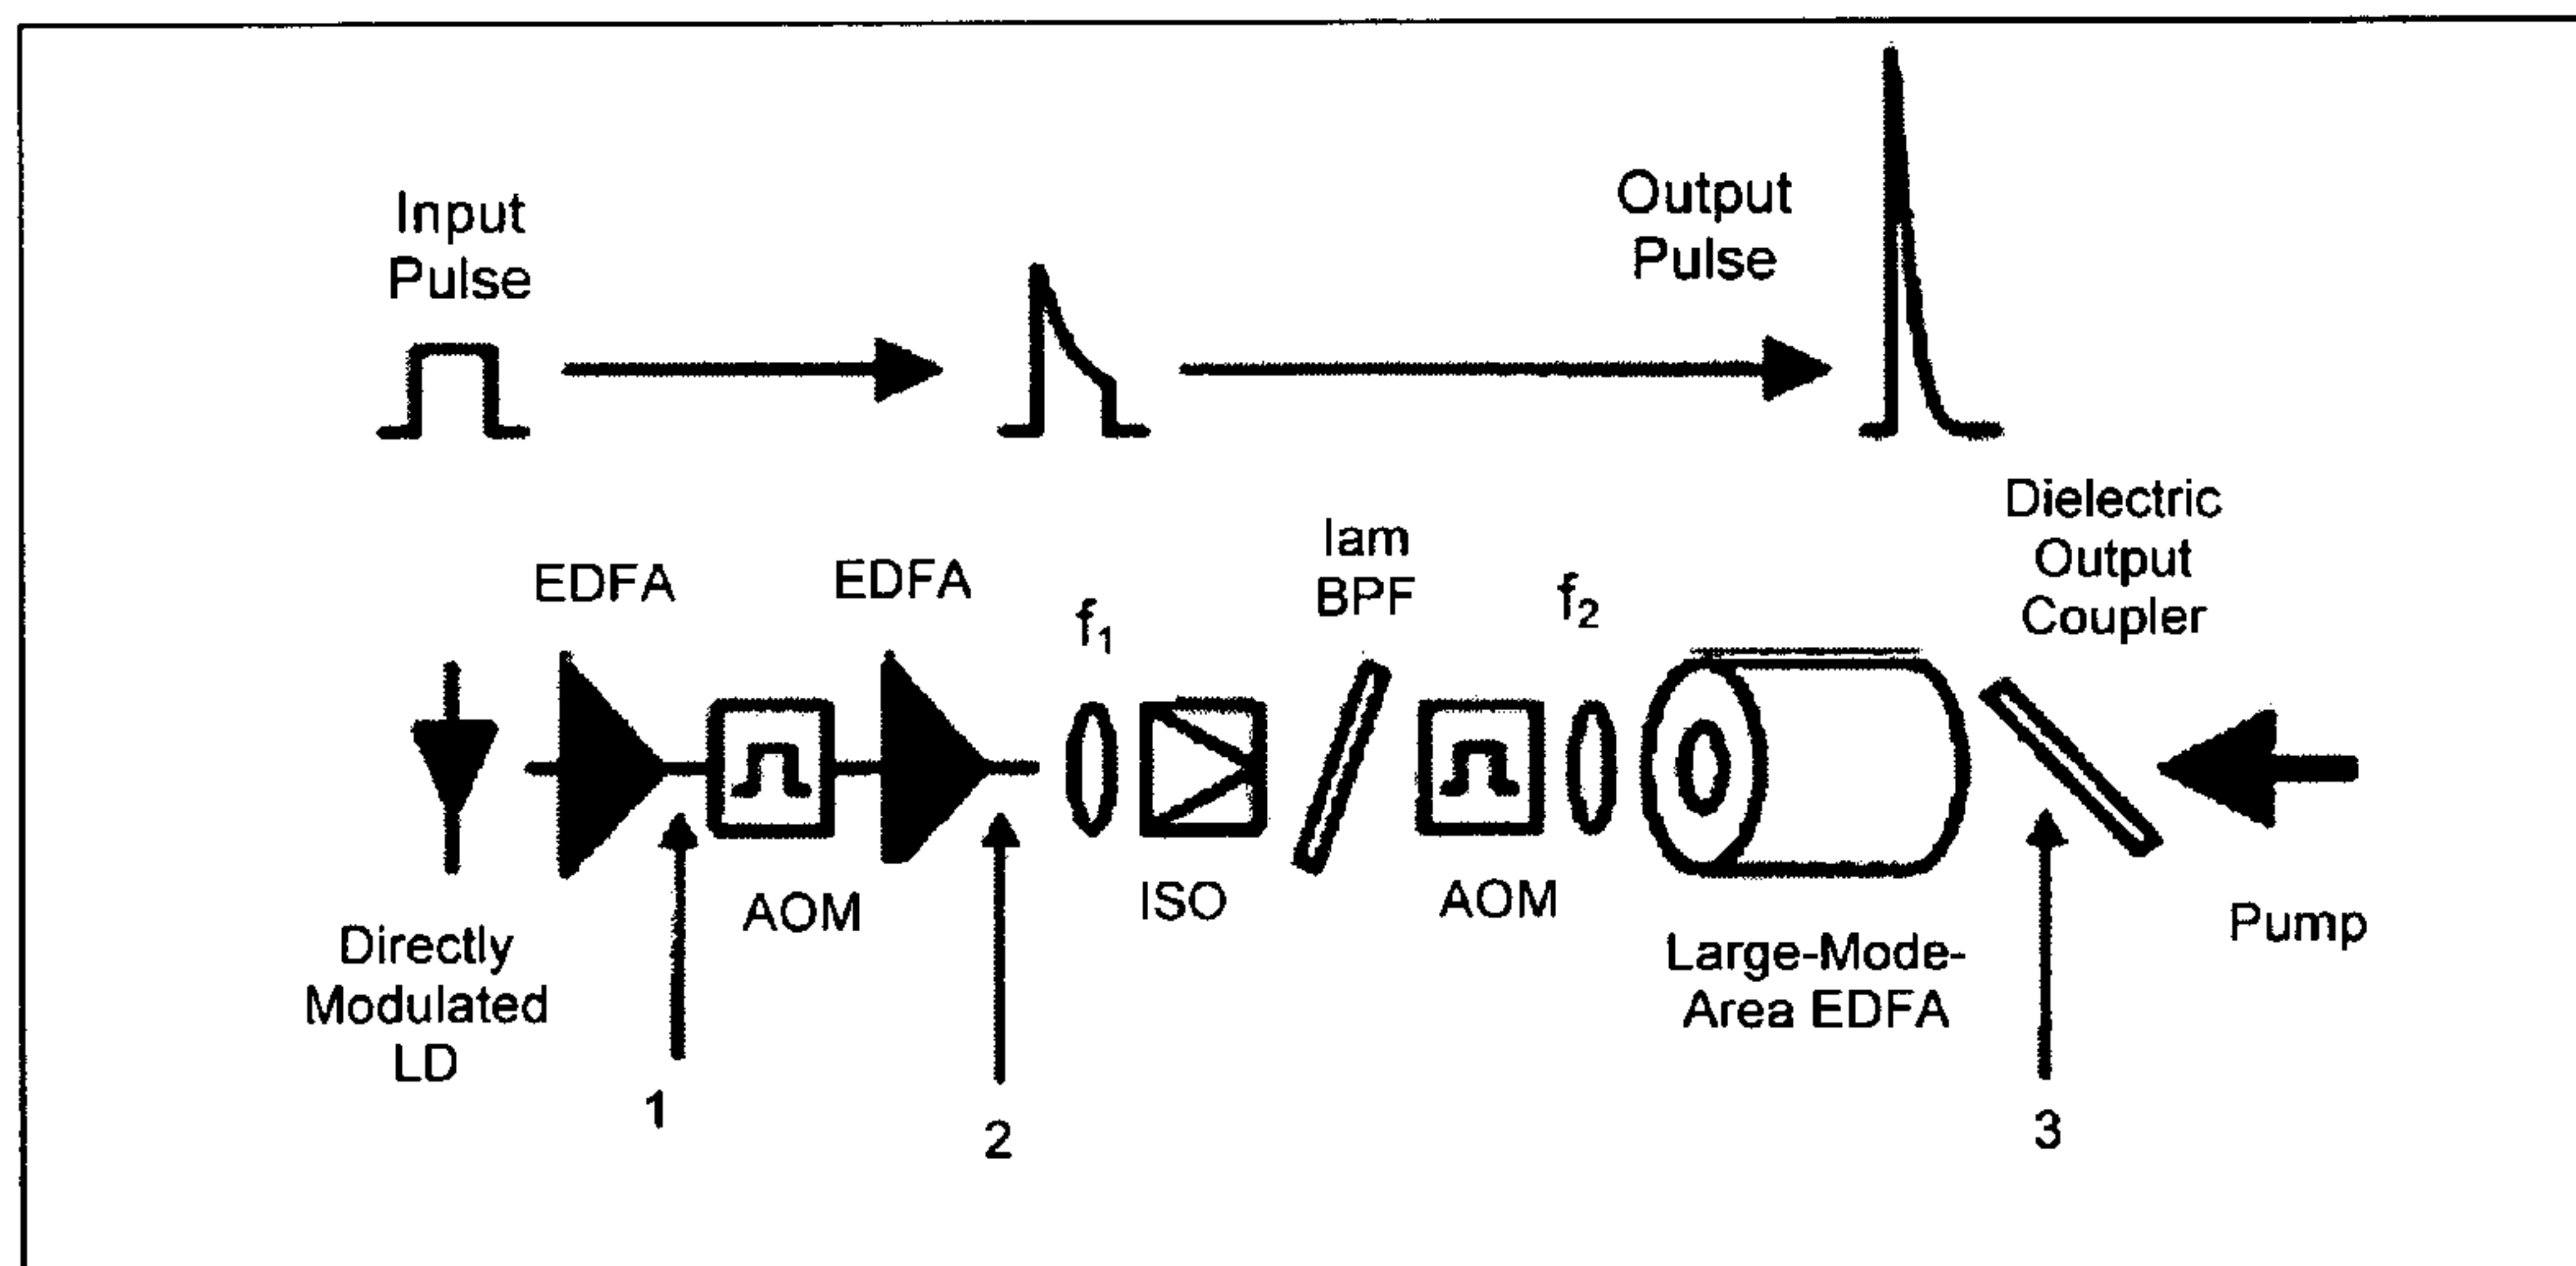 Input
Pulse
Output
Pulse
EDFA
EDFA
f1
Iam
BPF
f2
Dielectric
Output
Coupler
Directly
Modulated
LD
AOM
ISO
AOM
Large-Mode-
Area EDFA
Pump
1
2
3